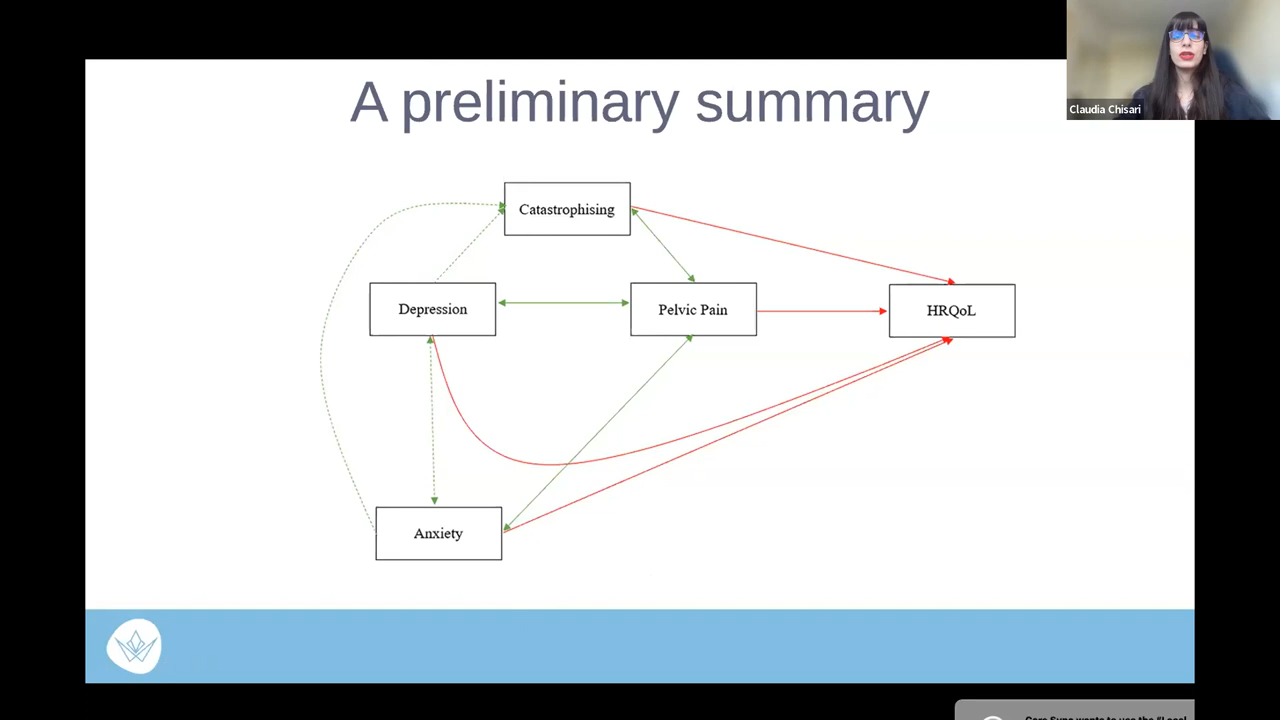 A preliminary summary
Claudia Chisari
Catastrophising
Depression
Pelvic Pain
HRQoL
Anxiety